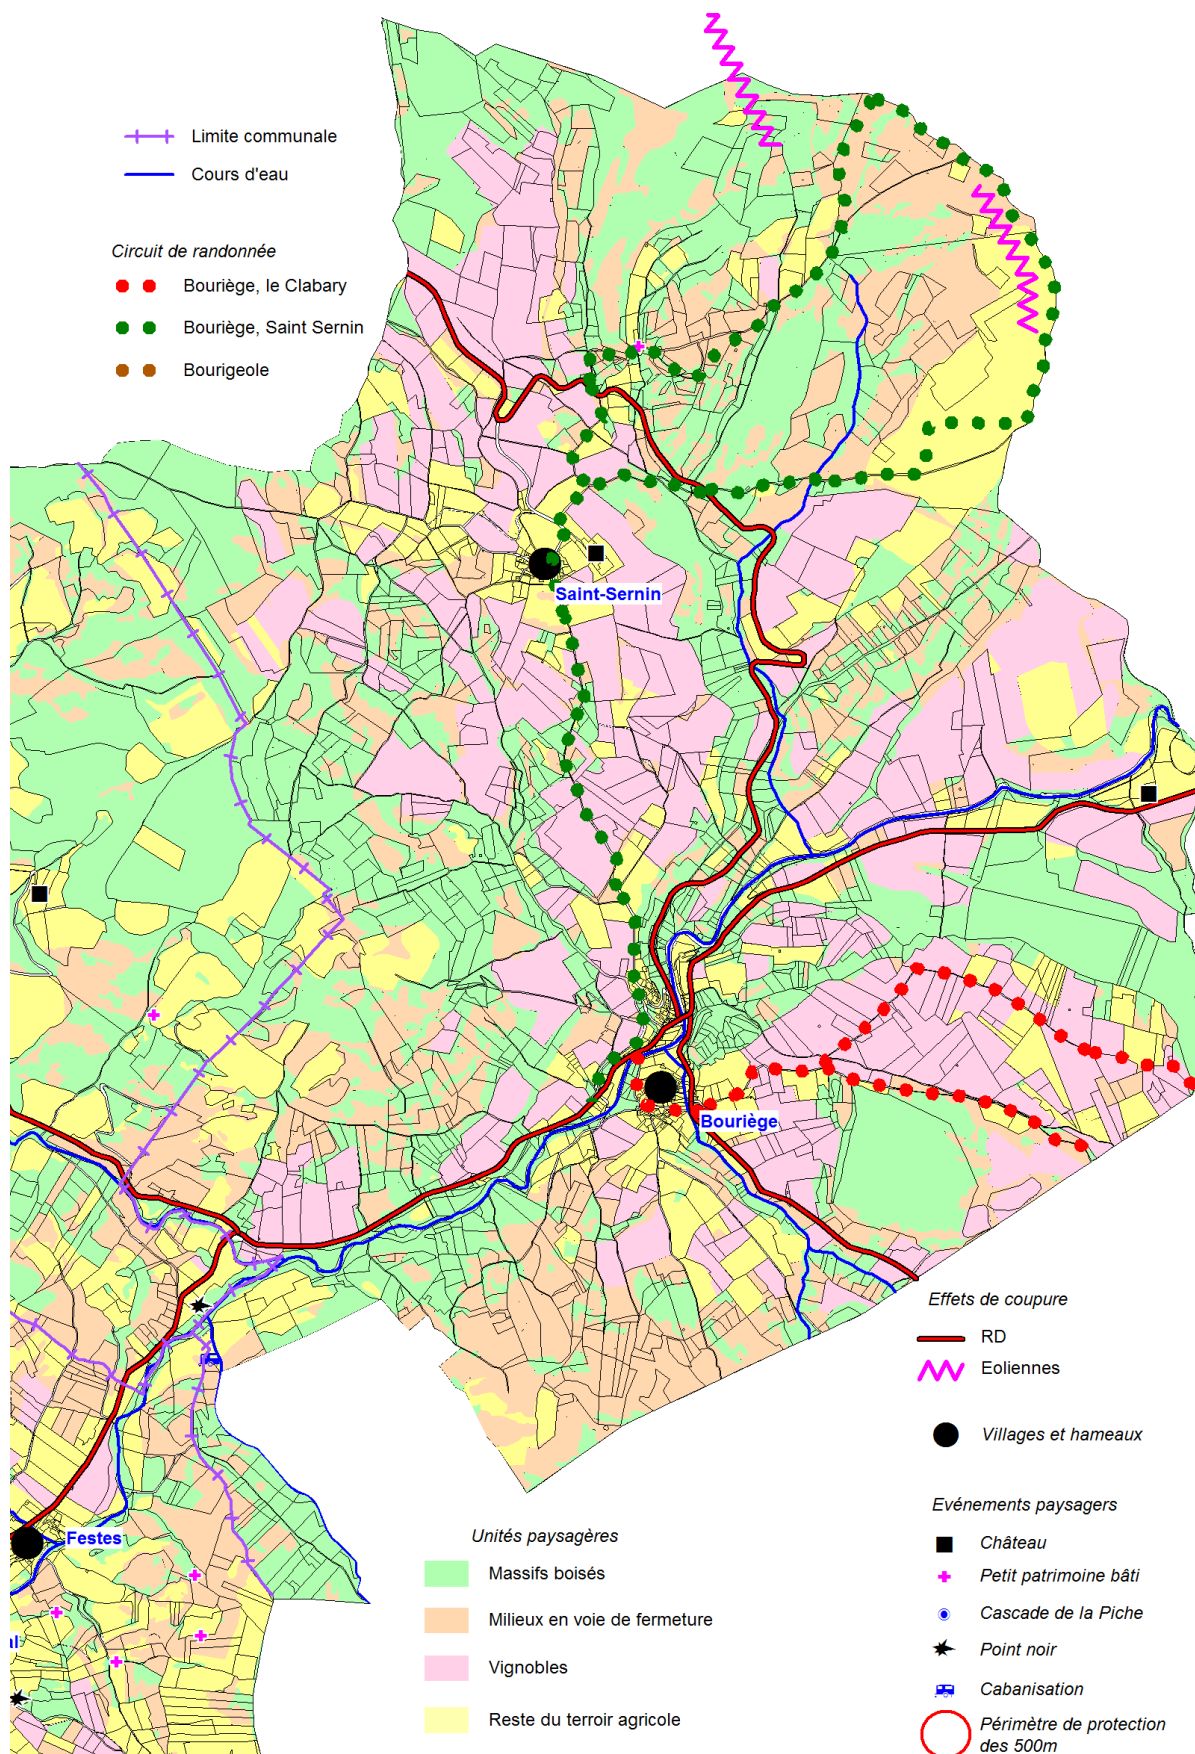 Limite communale
Cours d'eau
Circuit de randonnée
Bouriège, le Clabary
Bouriège, Saint Sernin
Bourigeole
Saint-Sernin
Bouriège
Festes
al
Effets de coupure
RD
Eoliennes
Villages et hameaux
Evénements paysagers
Château
Petit patrimoine bâti
Cascade de la Piche
Point noir
Cabanisation
Périmètre de protection
des 500m
Unités paysagères
Massifs boisés
Milieux en voie de fermeture
Vignobles
Reste du terroir agricole